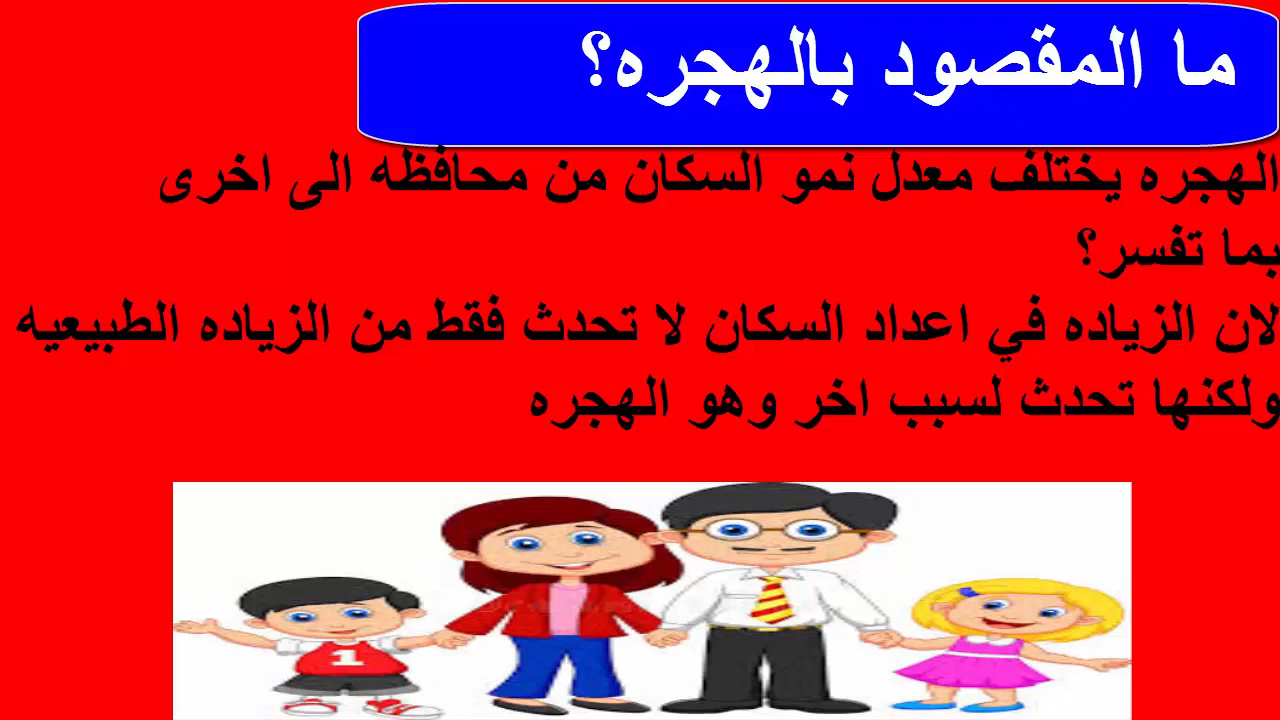 ما المقصود بالهجره؟
الهجره يختلف معدل نمو السكان من محافظه الى اخرى
بما تفسر؟
لان الزياده في اعداد السكان لا تحدث فقط من الزياده الطبيعيه
ولكنها تحدث لسبب اخر وهو الهجره
1